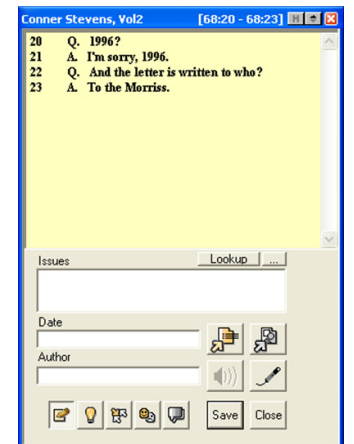 Conner Stevens, Vol2 [68:20 - 68:23] H
20 Q. 1996?
21 A. I'm sorry, 1996.
22 Q. And the letter is written to who?
23 A. To the Morriss.
Issues Lookup ...
Date
Author
Save Close